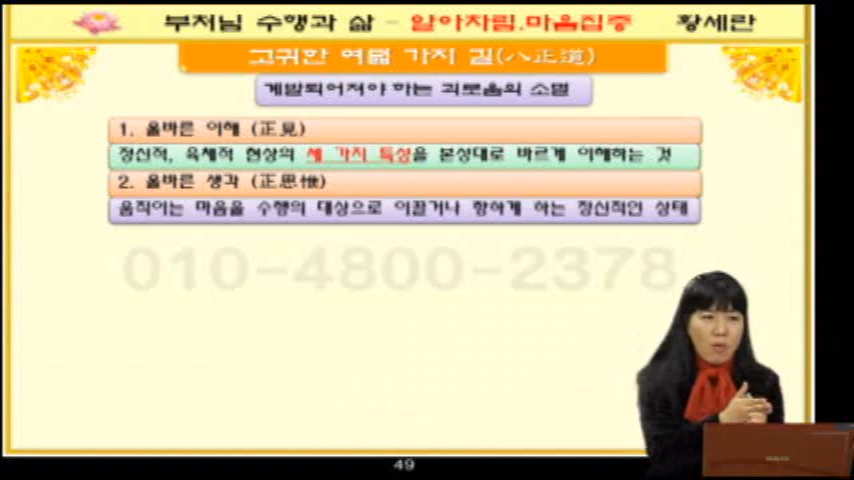 부처님 수행과 삶 - 알아차림.마음집중 황세란
고귀한 여덟 가지 길(八正道)
계발되어져야 하는 괴로움의 소멸
1. 올바른 이해 (正見)
정신적, 육체적 현상의 세 가지 특성을 본성대로 바르게 이해하는 것
2. 올바른 생각 (正思惟)
움직이는 마음을 수행의 대상으로 이끌거나 향하게 하는 정신적인 상태
010-4800-2378
49